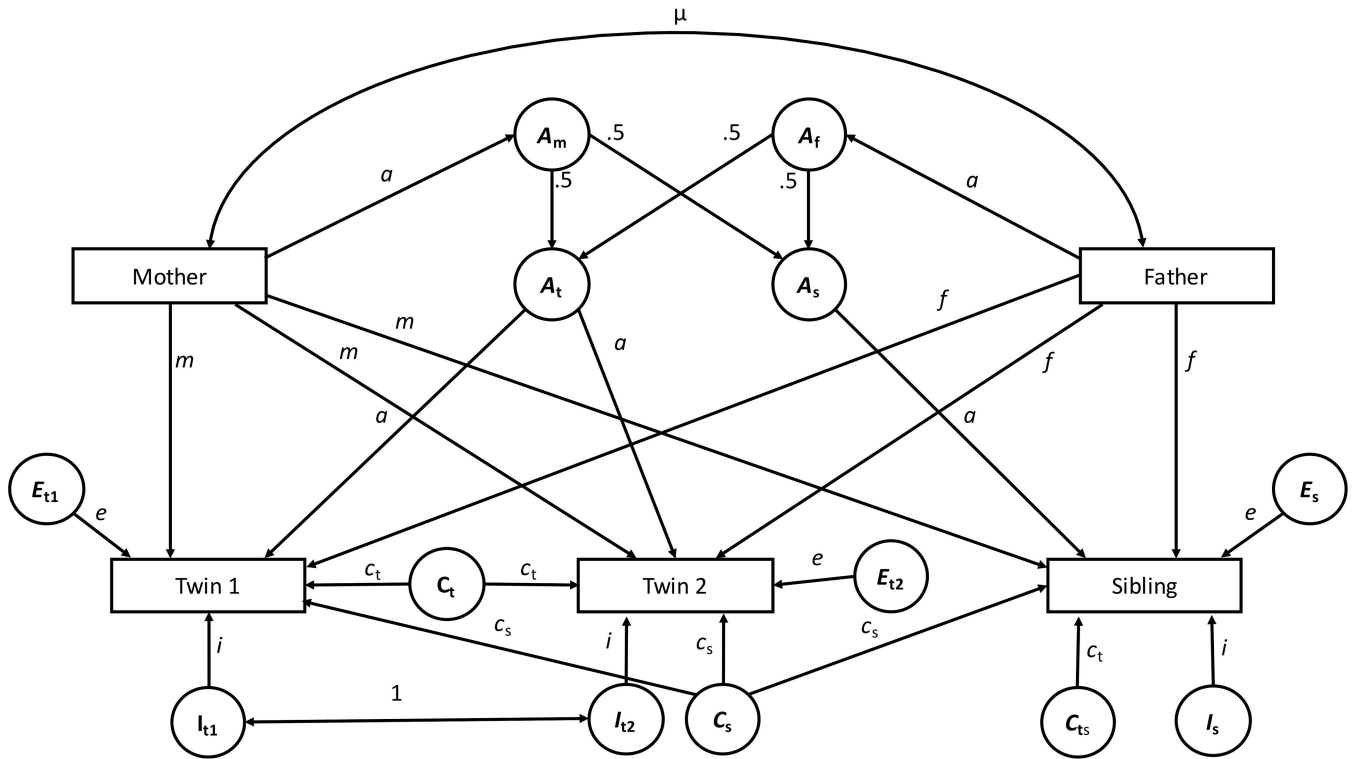 μ
A_m
.5
.5
A_f
a
.5
.5
a
Mother
A_t
A_s
Father
m
f
m
m
a
f
f
a
a
E_t1
e
E_s
e
Twin 1
c_t
C_t
c_t
Twin 2
e
E_t2
Sibling
i
c_s
i
c_s
c_s
c_t
i
I_t1
1
I_t2
C_s
C_ts
I_s